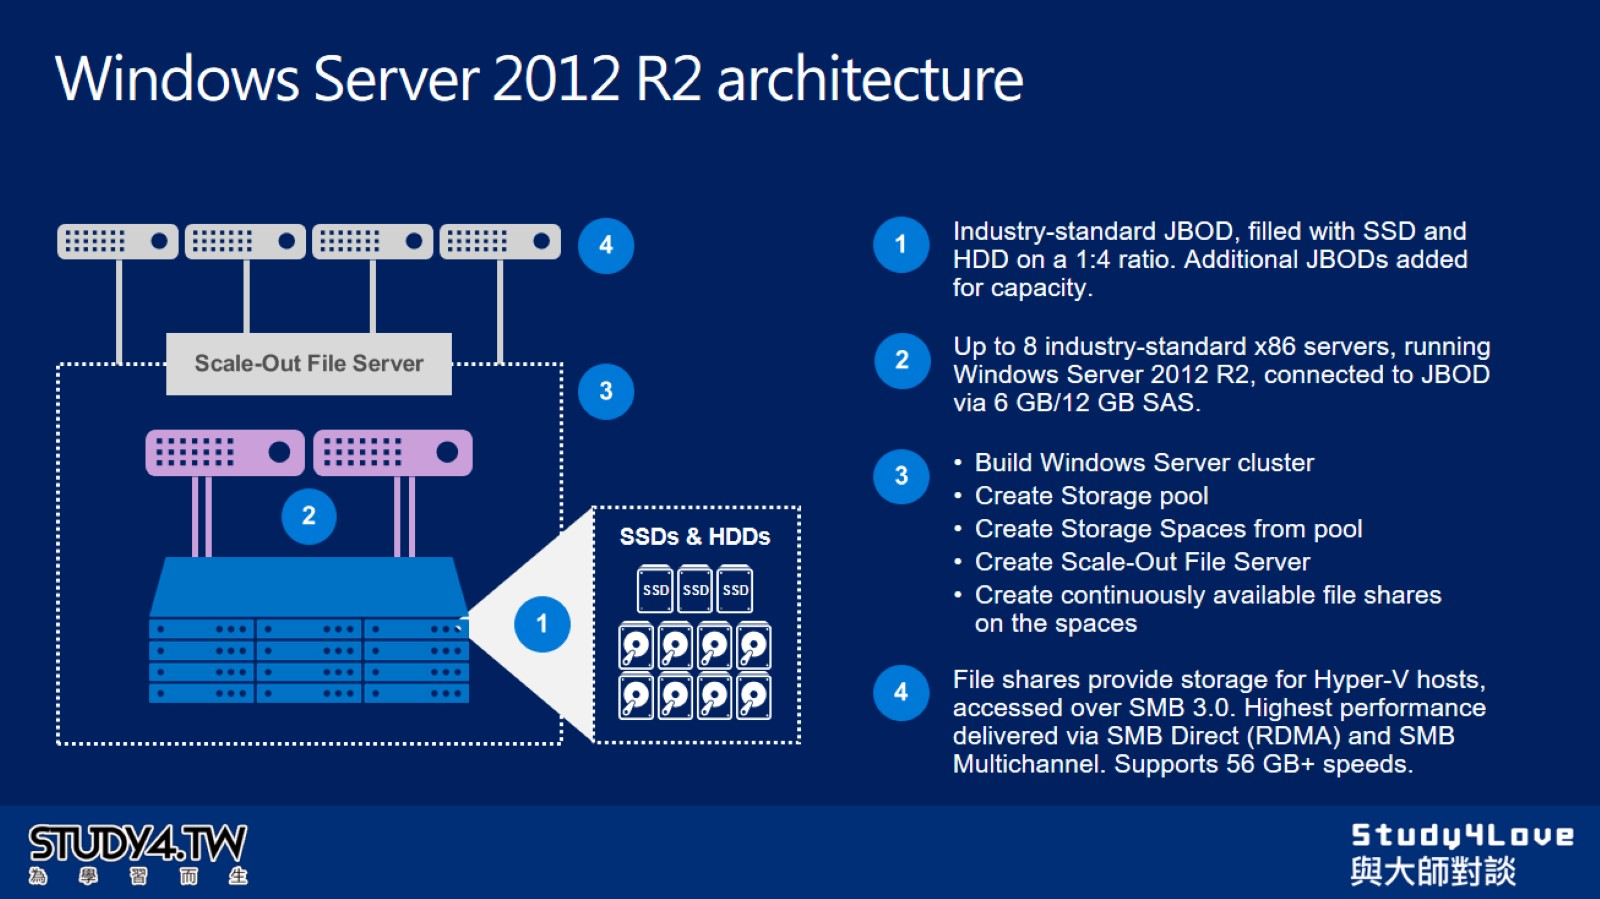 Windows Server 2012 R2 architecture
4
Scale-Out File Server
3
2
1
SSDs & HDDs
SSD SSD SSD
1
Industry-standard JBOD, filled with SSD and
HDD on a 1:4 ratio. Additional JBODs added
for capacity.
2
Up to 8 industry-standard x86 servers, running
Windows Server 2012 R2, connected to JBOD
via 6 GB/12 GB SAS.
3
• Build Windows Server cluster
• Create Storage pool
• Create Storage Spaces from pool
• Create Scale-Out File Server
• Create continuously available file shares
on the spaces
4
File shares provide storage for Hyper-V hosts,
accessed over SMB 3.0. Highest performance
delivered via SMB Direct (RDMA) and SMB
Multichannel. Supports 56 GB+ speeds.
STUDY4.TW
為學習而生
Study4Love
與大師對談